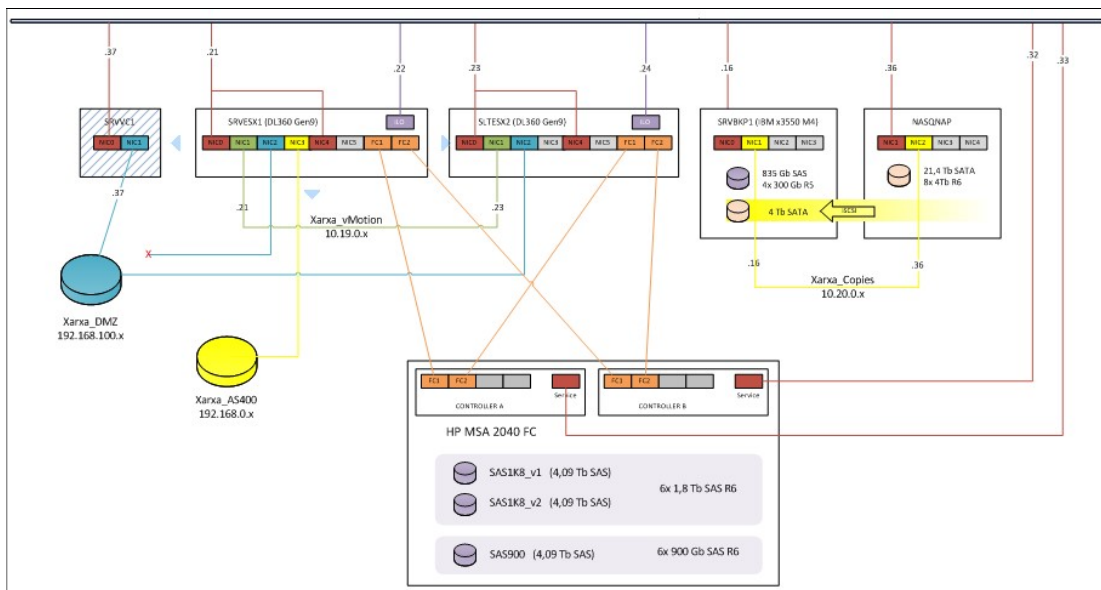 .37
.21
.22
.23
.24
.16
.36
.32
.33
SRVVC1
NIC0 NIC1
SRVESX1 (DL360 Gen9)
ILO
NIC0 NIC1 NIC2 NIC3 NIC4 NIC5 FC1 FC2
SLTESX2 (DL360 Gen9)
ILO
NIC0 NIC1 NIC2 NIC3 NIC4 NIC5 FC1 FC2
SRVBKP1 (IBM x3550 M4)
NIC0 NIC1 NIC2 NIC3
835 Gb SAS
4x 300 Gb R5
4 Tb SATA
NASQNAP
NIC1 NIC2 NIC3 NIC4
21,4 Tb SATA
8x 4Tb R6
iSCSI
.37
.21
.23
Xarxa_vMotion
10.19.0.x
X
.16
.36
Xarxa_Copies
10.20.0.x
Xarxa_DMZ
192.168.100.x
Xarxa_AS400
192.168.0.x
FC1 FC2
Service
CONTROLLER A
FC1 FC2
Service
CONTROLLER B
HP MSA 2040 FC
SAS1K8_v1 (4,09 Tb SAS)
SAS1K8_v2 (4,09 Tb SAS)
6x 1,8 Tb SAS R6
SAS900 (4,09 Tb SAS)
6x 900 Gb SAS R6